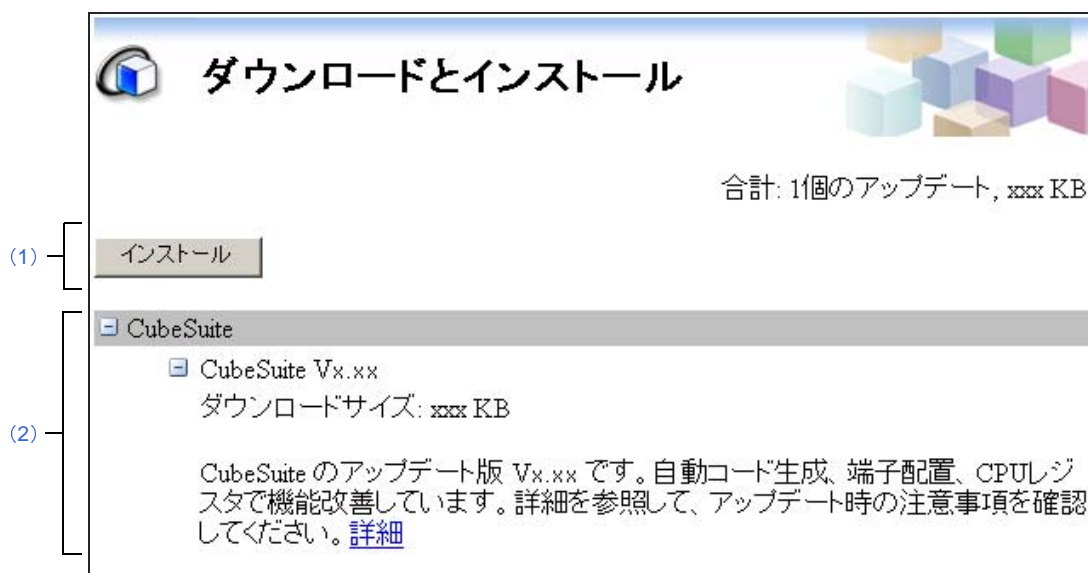 ダウンロードとインストール
合計: 1個のアップデート, xxx KB
(1)
インストール
CubeSuite
CubeSuite Vx.xx
ダウンロードサイズ: xxx KB
(2)
CubeSuite のアップデート版 Vx.xx です。自動コード生成、端子配置、CPUレジ
スタで機能改善しています。詳細を参照して、アップデート時の注意事項を確認
してください。詳細